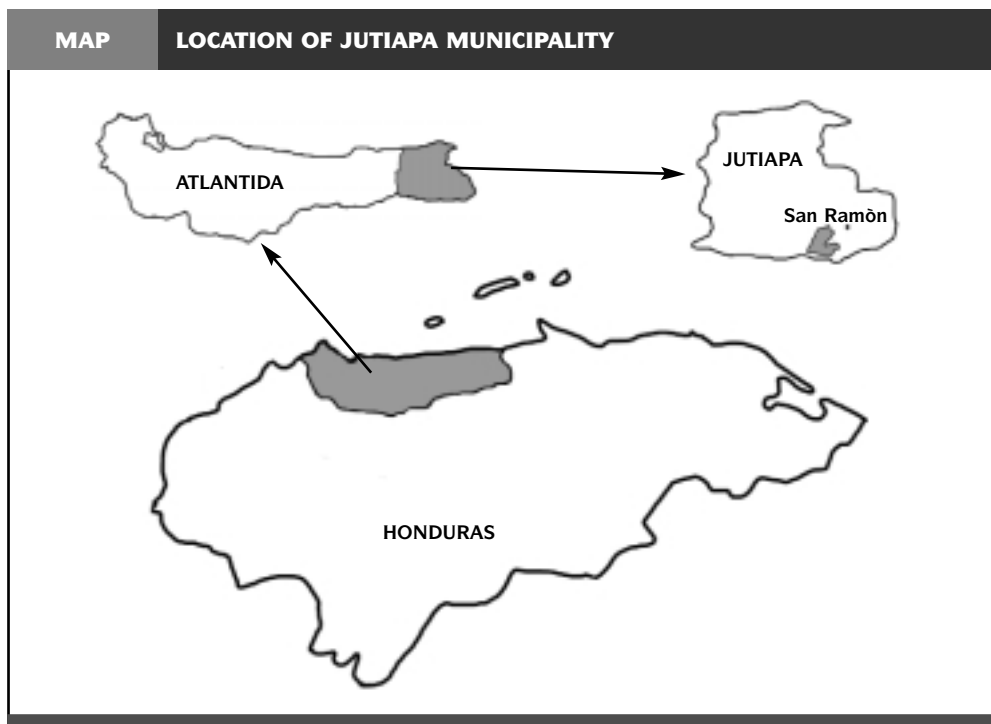 MAP LOCATION OF JUTIAPA MUNICIPALITY
ATLANTIDA
JUTIAPA
San Ramòn
HONDURAS